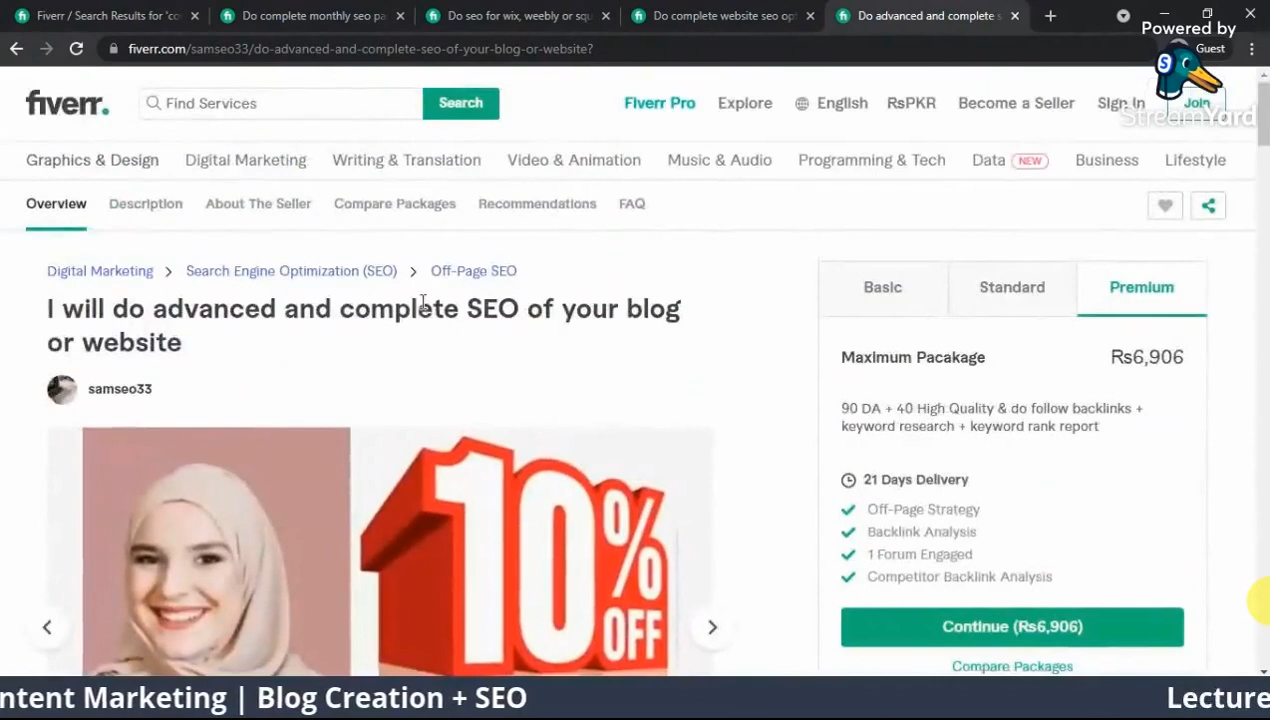 Fiverr / Search Results for 'co
Do complete monthly seo pa
Do seo for wix, weebly or squ
Do complete website seo opt
Do advanced and complete s
Powered by
fiverr.com/samseo33/do-advanced-and-complete-seo-of-your-blog-or-website?
Guest
fiverr.
Find Services
Search
Fiverr Pro
Explore
English
RsPKR
Become a Seller
Sign In
Join
StreamYard
Graphics & Design
Digital Marketing
Writing & Translation
Video & Animation
Music & Audio
Programming & Tech
Data NEW
Business
Lifestyle
Overview
Description
About The Seller
Compare Packages
Recommendations
FAQ
Digital Marketing
Search Engine Optimization (SEO)
Off-Page SEO
I will do advanced and complete SEO of your blog
or website
samseo33
10% OFF
Basic
Standard
Premium
Maximum Pacakage
Rs6,906
90 DA + 40 High Quality & do follow backlinks +
keyword research + keyword rank report
21 Days Delivery
Off-Page Strategy
Backlink Analysis
1 Forum Engaged
Competitor Backlink Analysis
Continue (Rs6,906)
Compare Packages
ntent Marketing | Blog Creation + SEO
Lecture